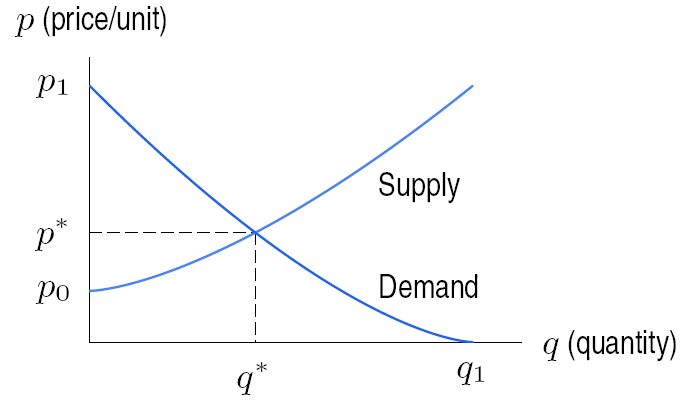 p (price/unit)
p₁
Supply
p*
p₀
Demand
q (quantity)
q*
q₁